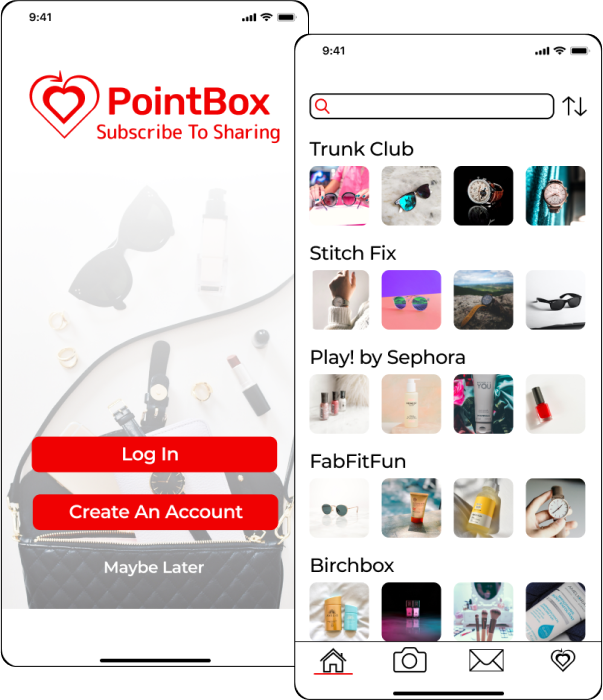 9:41
PointBox
Subscribe To Sharing
Log In
Create An Account
Maybe Later
9:41
Trunk Club
Stitch Fix
Play! by Sephora
YOU
FabFitFun
Birchbox